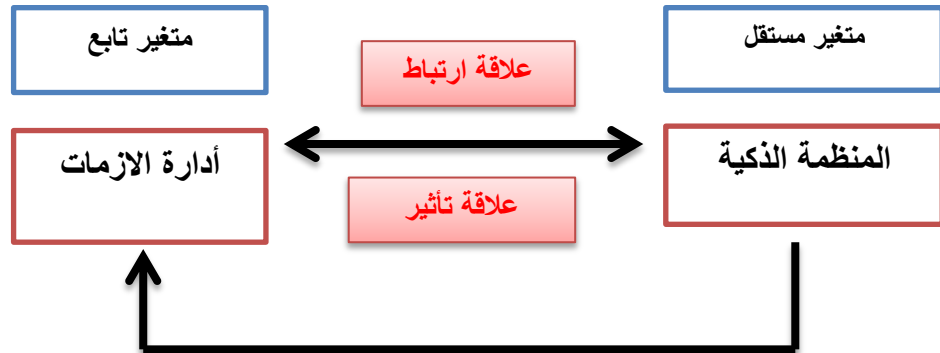 متغير مستقل
متغير تابع
علاقة ارتباط
المنظمة الذكية
أدارة الازمات
علاقة تأثير